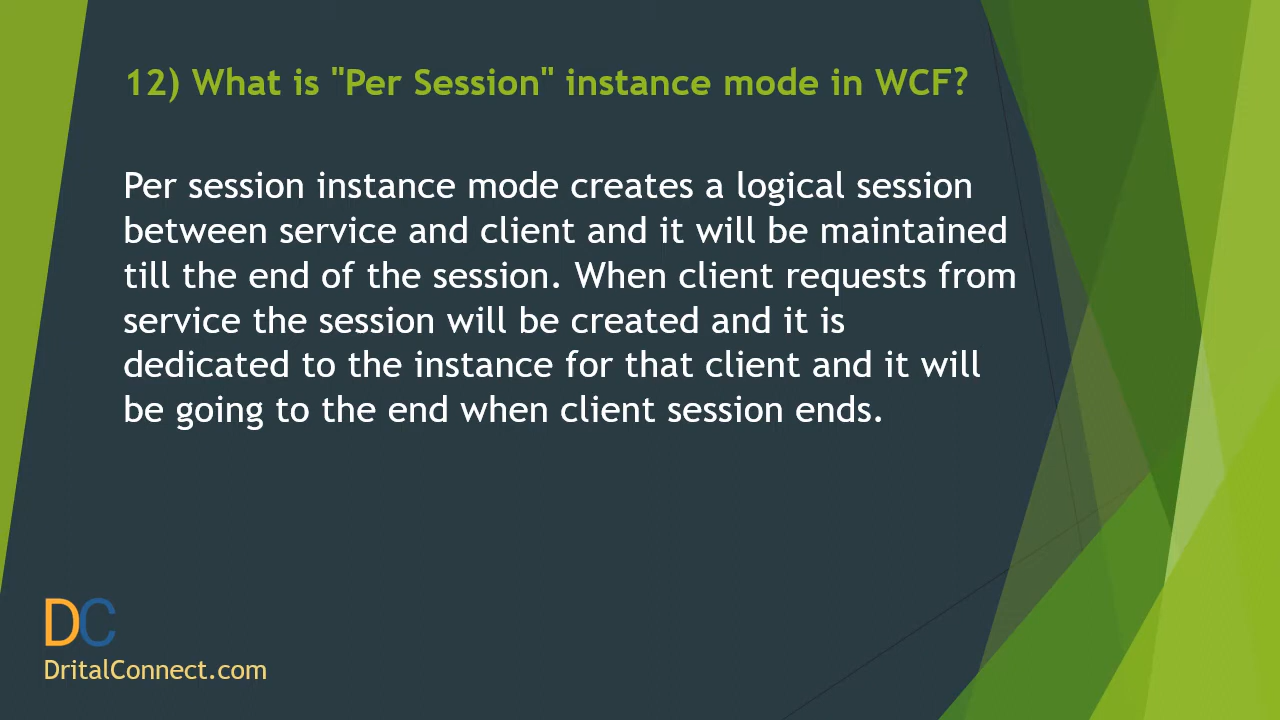 12) What is "Per Session" instance mode in WCF?
Per session instance mode creates a logical session
between service and client and it will be maintained
till the end of the session. When client requests from
service the session will be created and it is
dedicated to the instance for that client and it will
be going to the end when client session ends.
DC
DritalConnect.com